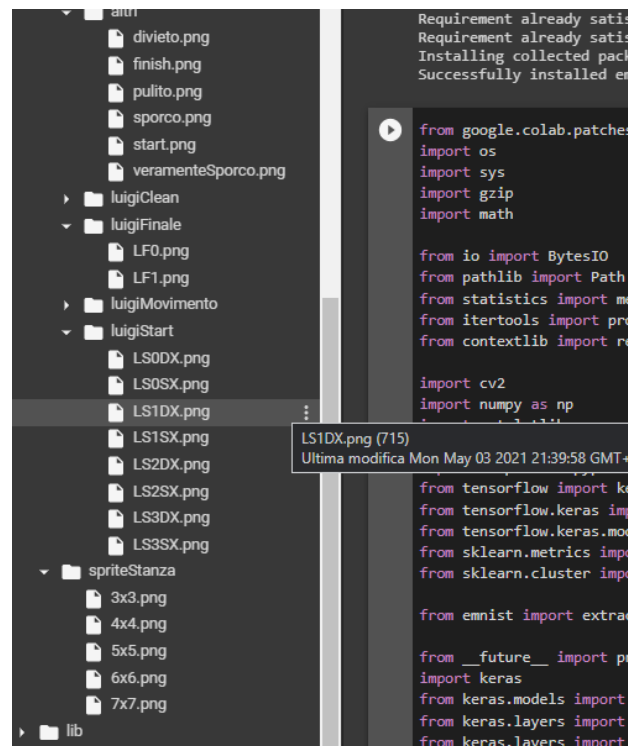 altri
divieto.png
finish.png
pulito.png
sporco.png
start.png
veramenteSporco.png
luigiClean
luigiFinale
LF0.png
LF1.png
luigiMovimento
luigiStart
LS0DX.png
LS0SX.png
LS1DX.png
LS1SX.png
LS2DX.png
LS2SX.png
LS3DX.png
LS3SX.png
spriteStanza
3x3.png
4x4.png
5x5.png
6x6.png
7x7.png
lib
Requirement already satis
Requirement already satis
Installing collected pack
Successfully installed em
from google.colab.patches
import os
import sys
import gzip
import math
from io import BytesIO
from pathlib import Path
from statistics import me
from itertools import pro
from contextlib import re
import cv2
import numpy as np
LS1DX.png (715)
Ultima modifica Mon May 03 2021 21:39:58 GMT+
from tensorflow import ke
from tensorflow.keras imp
from tensorflow.keras.mod
from sklearn.metrics impo
from sklearn.cluster impo
from emnist import extrac
from __future__ import pr
import keras
from keras.models import
from keras.layers import
from keras.layers import